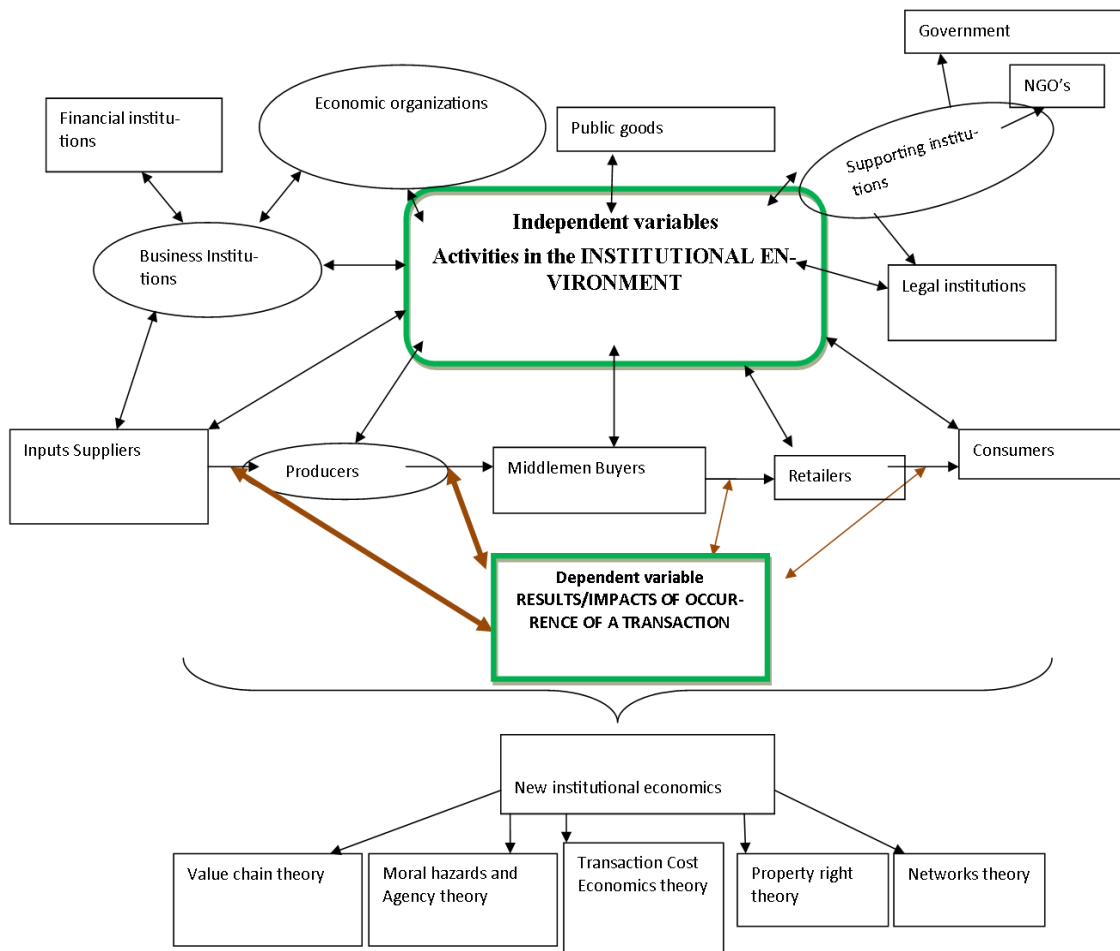 Government
NGO's
Economic organizations
Financial institu-
tions
Public goods
Supporting institu-
tions
Independent variables
Activities in the INSTITUTIONAL EN-
VIRONMENT
Business Institu-
tions
Legal institutions
Inputs Suppliers
Producers
Middlemen Buyers
Retailers
Consumers
Dependent variable
RESULTS/IMPACTS OF OCCUR-
RENCE OF A TRANSACTION
New institutional economics
Value chain theory
Moral hazards and
Agency theory
Transaction Cost
Economics theory
Property right
theory
Networks theory